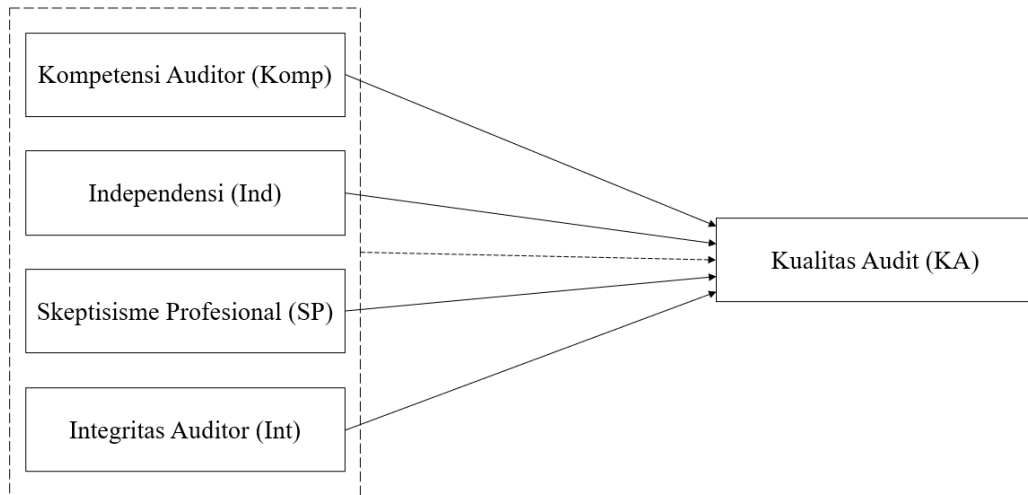 Kompetensi Auditor (Komp)
Independensi (Ind)
Skeptisisme Profesional (SP)
Integritas Auditor (Int)
Kualitas Audit (KA)